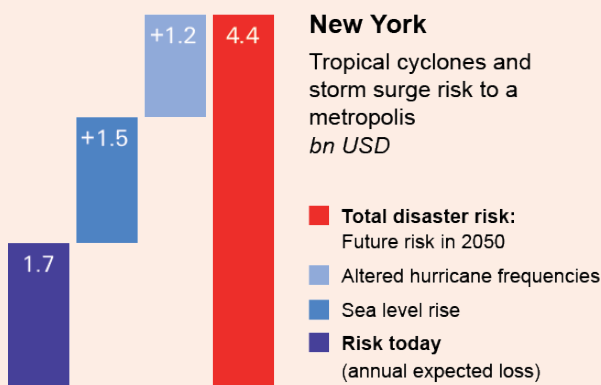 +1.2
4.4
+1.5
1.7
New York
Tropical cyclones and
storm surge risk to a
metropolis
bn USD
Total disaster risk:
Future risk in 2050
Altered hurricane frequencies
Sea level rise
Risk today
(annual expected loss)